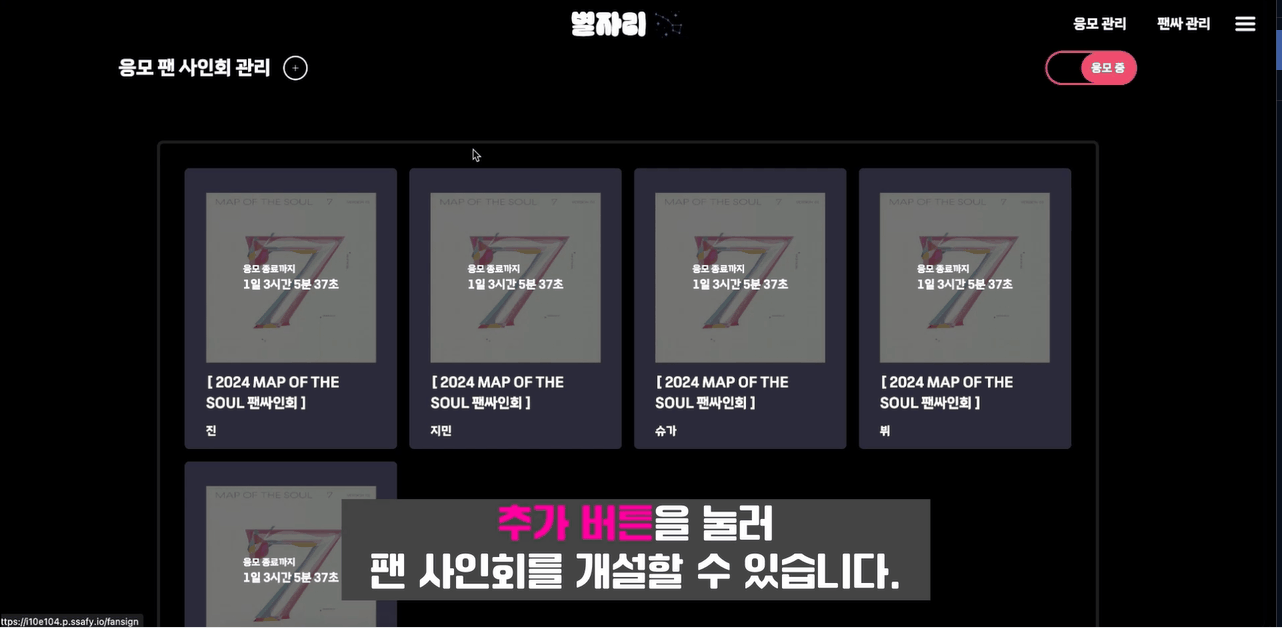 별자리
응모 관리
팬싸 관리
응모 팬 사인회 관리 +
응모 중
MAP OF THE SOUL 7
응모 종료까지
1일 3시간 5분 37초
[ 2024 MAP OF THE
SOUL 팬싸인회 ]
진
MAP OF THE SOUL 7
응모 종료까지
1일 3시간 5분 37초
[ 2024 MAP OF THE
SOUL 팬싸인회 ]
지민
MAP OF THE SOUL 7
응모 종료까지
1일 3시간 5분 37초
[ 2024 MAP OF THE
SOUL 팬싸인회 ]
슈가
MAP OF THE SOUL 7
응모 종료까지
1일 3시간 5분 37초
[ 2024 MAP OF THE
SOUL 팬싸인회 ]
뷔
MAP OF THE SOUL 7
응모 종료까지
1일 3시간 5분 37초
추가 버튼을 눌러
팬 사인회를 개설할 수 있습니다.
ttps://i10e104.p.ssafy.io/fansign